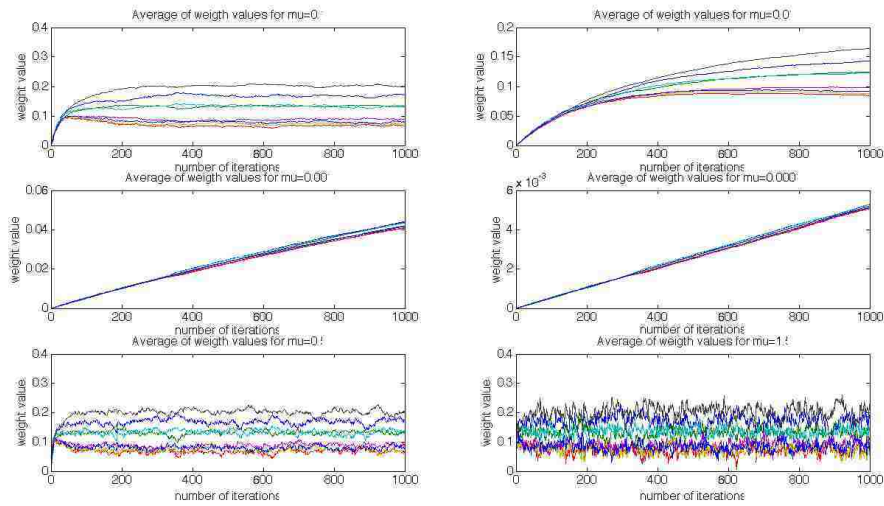 Average of weigth values for mu=0.
Average of weigth values for mu=0.0
0.4
0.3
0.2
0.1
0
weight value
0 200 400 600 800 1000
number of iterations
0.2
0.15
0.1
0.05
0
weight value
0 200 400 600 800 1000
number of iterations
Average of weigth values for mu=0.00
Average of weigth values for mu=0.000
0.06
0.04
0.02
0
weight value
0 200 400 600 800 1000
number of iterations
6 × 10⁻³
4
2
0
weight value
0 200 400 600 800 1000
number of iterations
Average of weigth values for mu=0.5
Average of weigth values for mu=1.5
0.4
0.3
0.2
0.1
0
weight value
0 200 400 600 800 1000
number of iterations
0.4
0.3
0.2
0.1
0
weight value
0 200 400 600 800 1000
number of iterations